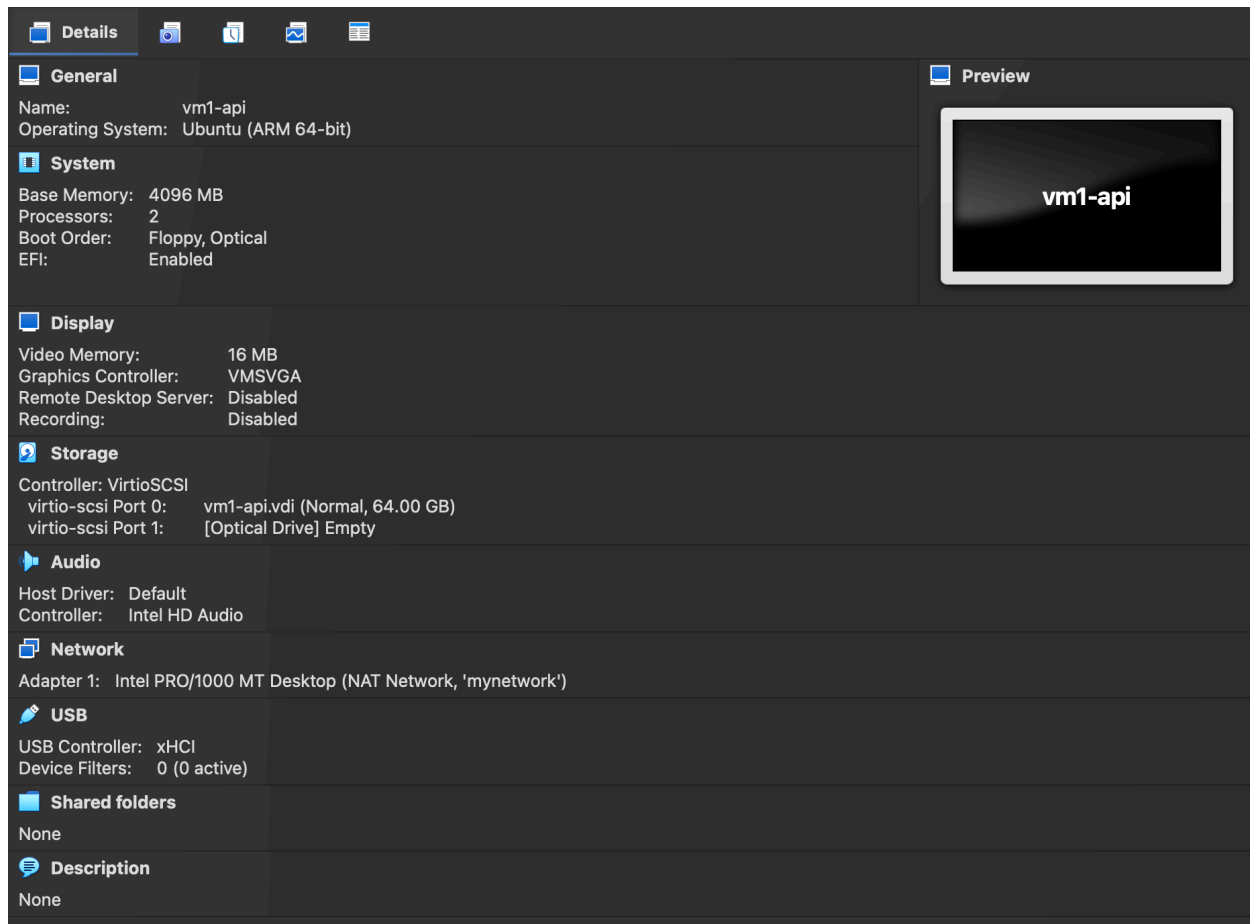 Details
General
Name: vm1-api
Operating System: Ubuntu (ARM 64-bit)
Preview
vm1-api
System
Base Memory: 4096 MB
Processors: 2
Boot Order: Floppy, Optical
EFI: Enabled
Display
Video Memory: 16 MB
Graphics Controller: VMSVGA
Remote Desktop Server: Disabled
Recording: Disabled
Storage
Controller: VirtioSCSI
virtio-scsi Port 0: vm1-api.vdi (Normal, 64.00 GB)
virtio-scsi Port 1: [Optical Drive] Empty
Audio
Host Driver: Default
Controller: Intel HD Audio
Network
Adapter 1: Intel PRO/1000 MT Desktop (NAT Network, 'mynetwork')
USB
USB Controller: xHCI
Device Filters: 0 (0 active)
Shared folders
None
Description
None